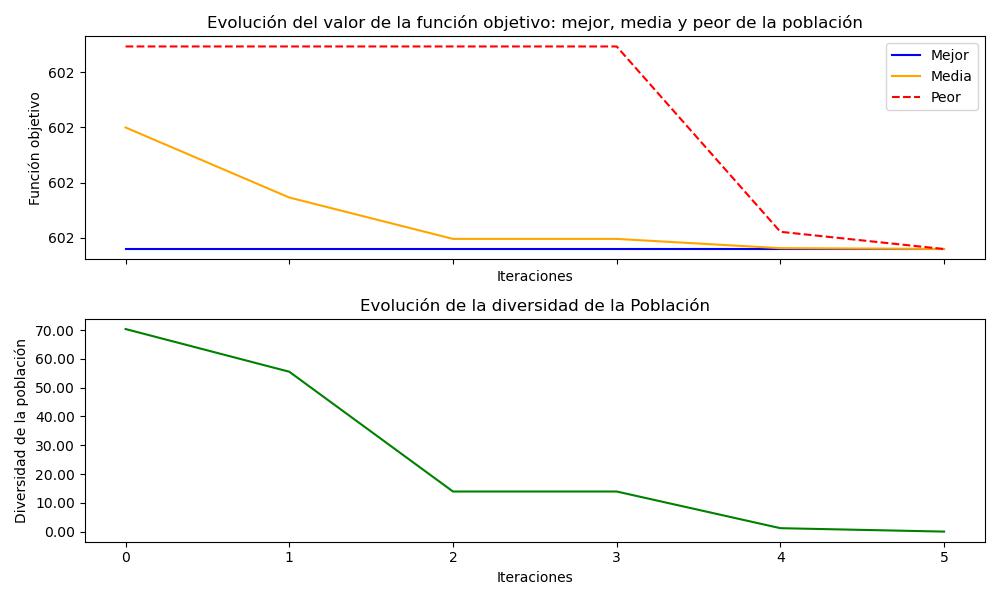 Evolución del valor de la función objetivo: mejor, media y peor de la población
Función objetivo
602
602
602
602
Mejor
Media
Peor
Iteraciones
Evolución de la diversidad de la Población
Diversidad de la población
70.00
60.00
50.00
40.00
30.00
20.00
10.00
0.00
0 1 2 3 4 5
Iteraciones